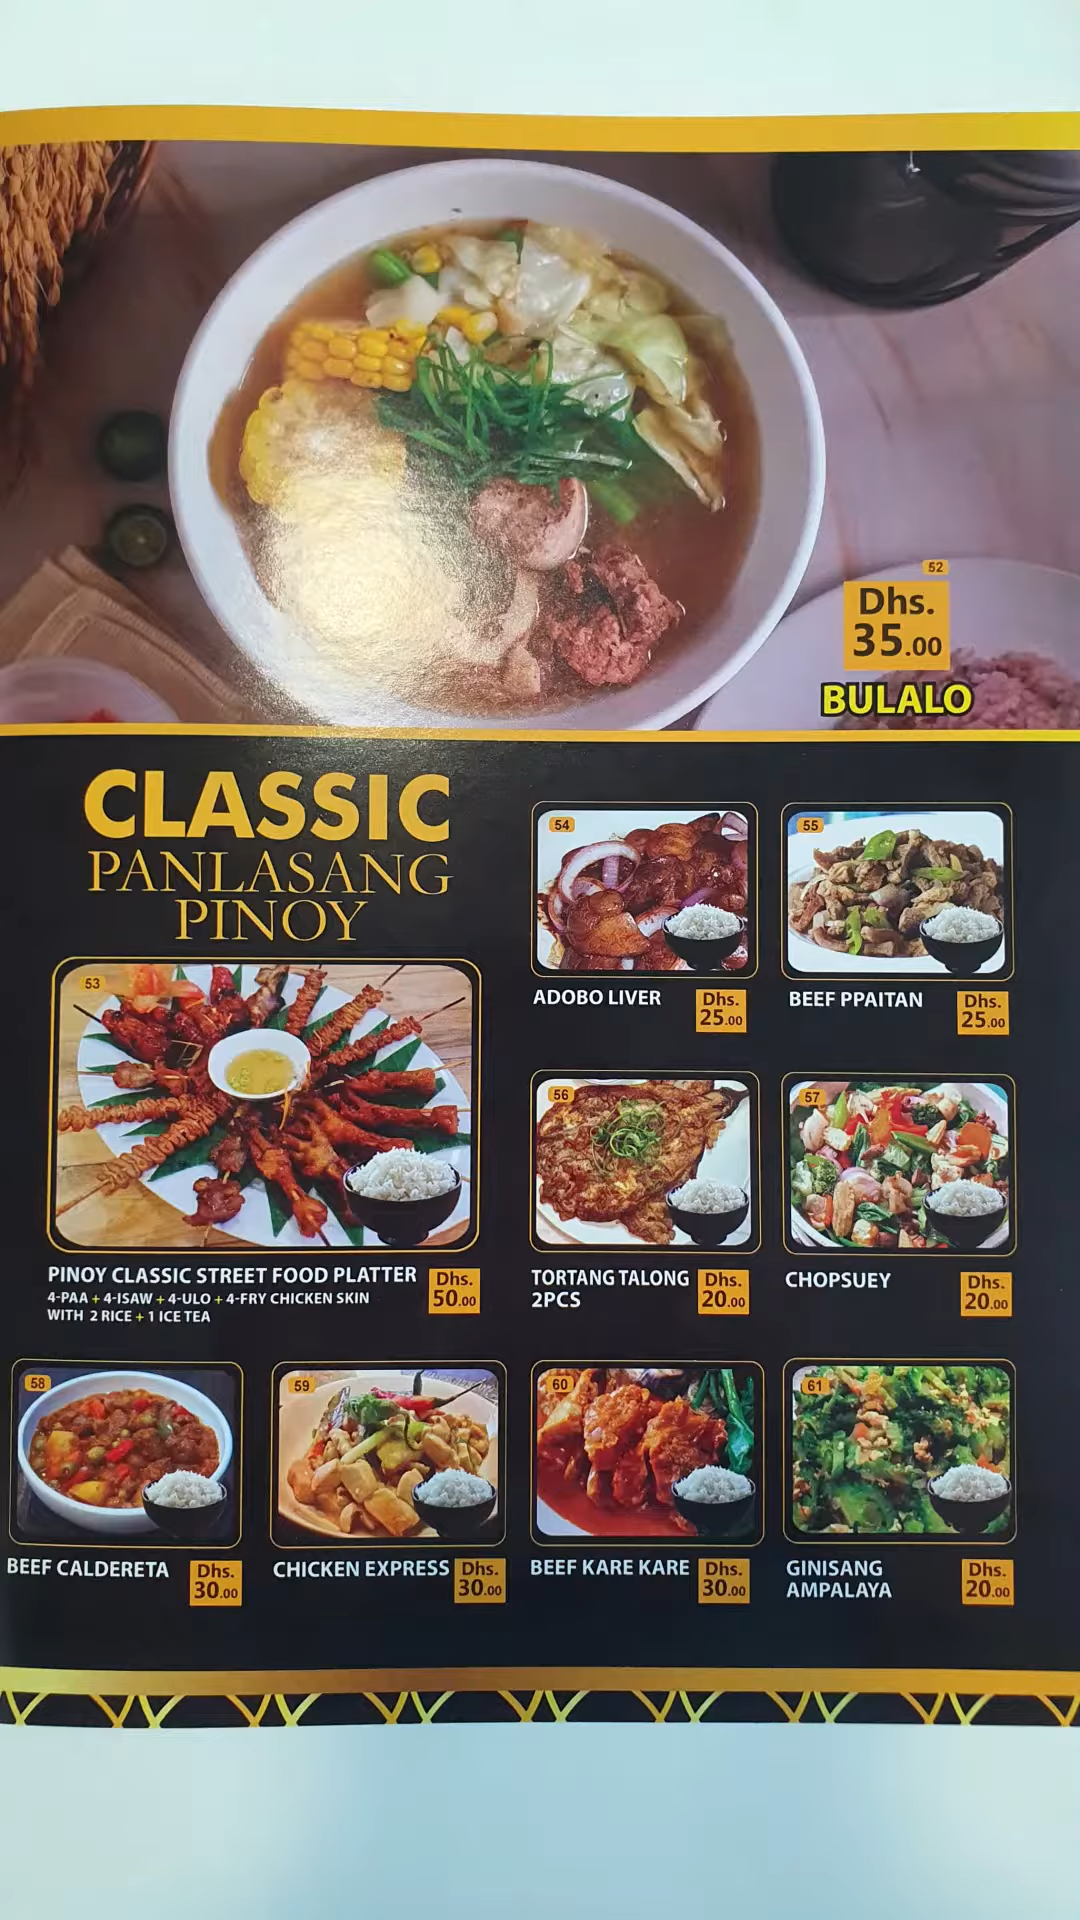 52
Dhs.
35.00
BULALO
CLASSIC
PANLASANG
PINOY
53
PINOY CLASSIC STREET FOOD PLATTER
4-PAA + 4-ISAW + 4-ULO + 4-FRY CHICKEN SKIN
WITH 2 RICE + 1 ICE TEA
Dhs.
50.00
54
ADOBO LIVER
Dhs.
25.00
55
BEEF PPAITAN
Dhs.
25.00
56
TORTANG TALONG
2PCS
Dhs.
20.00
57
CHOPSUEY
Dhs.
20.00
58
BEEF CALDERETA
Dhs.
30.00
59
CHICKEN EXPRESS
Dhs.
30.00
60
BEEF KARE KARE
Dhs.
30.00
61
GINISANG
AMPALAYA
Dhs.
20.00